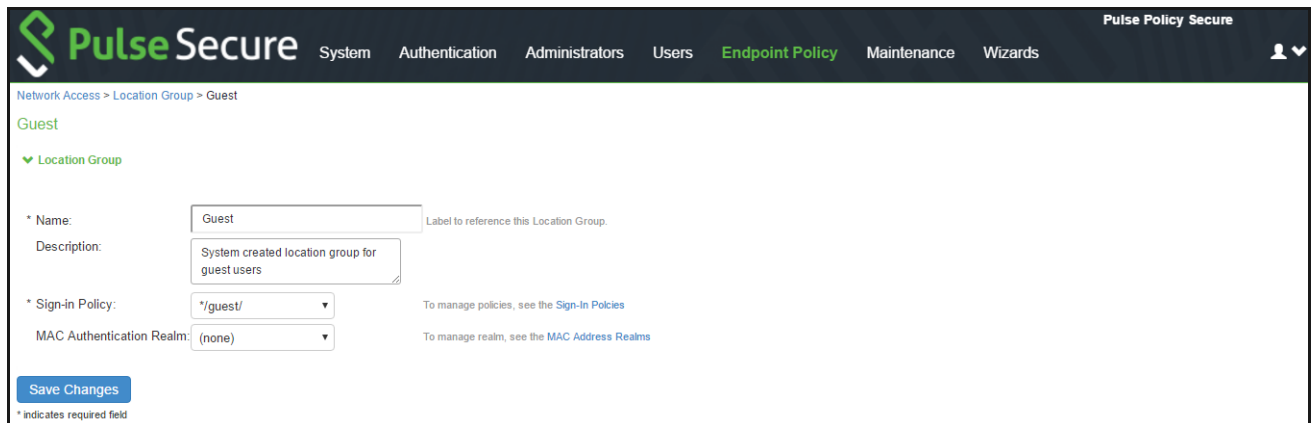 Pulse Policy Secure
Pulse Secure System Authentication Administrators Users Endpoint Policy Maintenance Wizards
Network Access > Location Group > Guest
Guest
Location Group
* Name: Guest Label to reference this Location Group.
Description: System created location group for
guest users
* Sign-in Policy: */guest/ To manage policies, see the Sign-In Polcies
MAC Authentication Realm: (none) To manage realm, see the MAC Address Realms
Save Changes
* indicates required field